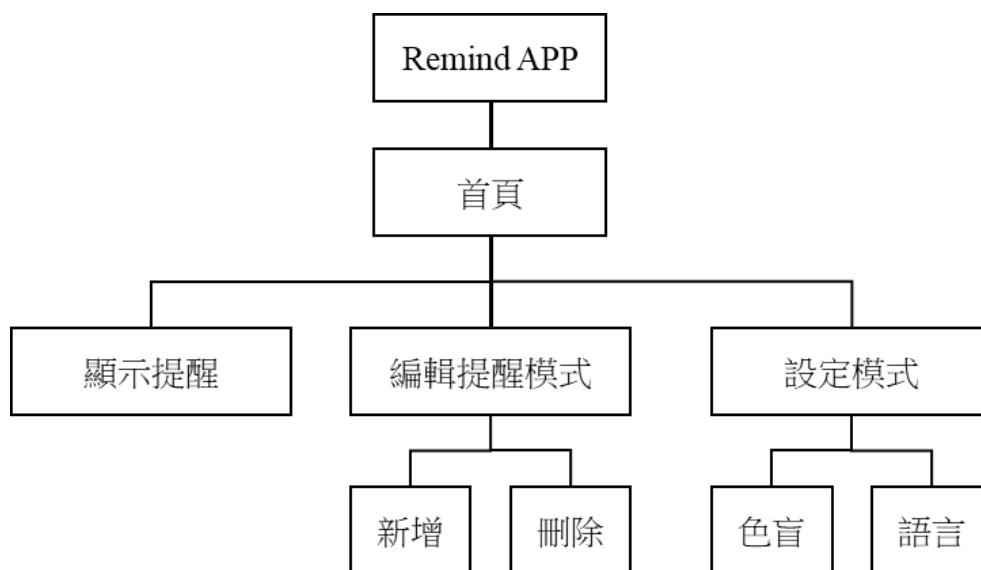 Remind APP
首頁
顯示提醒
編輯提醒模式
設定模式
新增
刪除
色盲
語言